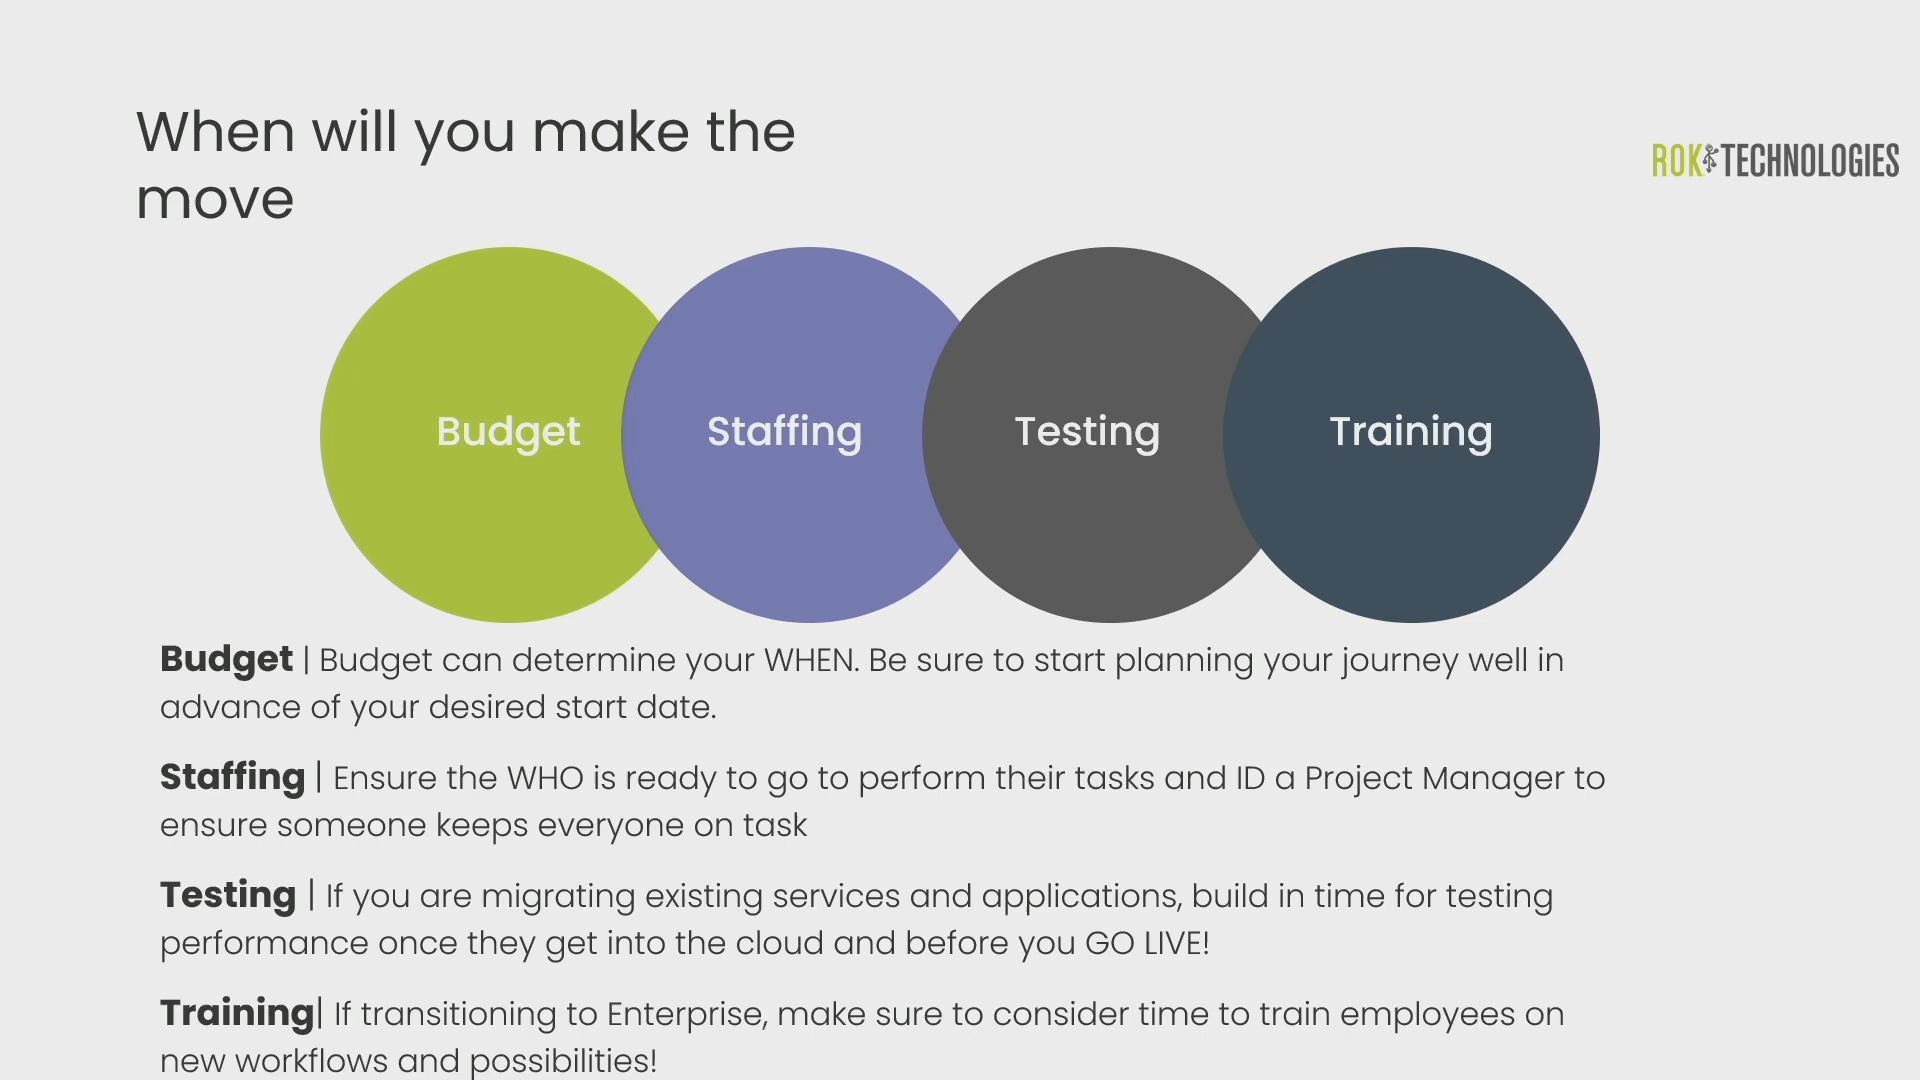 When will you make the
move
ROK TECHNOLOGIES
Budget
Staffing
Testing
Training
Budget | Budget can determine your WHEN. Be sure to start planning your journey well in
advance of your desired start date.
Staffing | Ensure the WHO is ready to go to perform their tasks and ID a Project Manager to
ensure someone keeps everyone on task
Testing | If you are migrating existing services and applications, build in time for testing
performance once they get into the cloud and before you GO LIVE!
Training| If transitioning to Enterprise, make sure to consider time to train employees on
new workflows and possibilities!